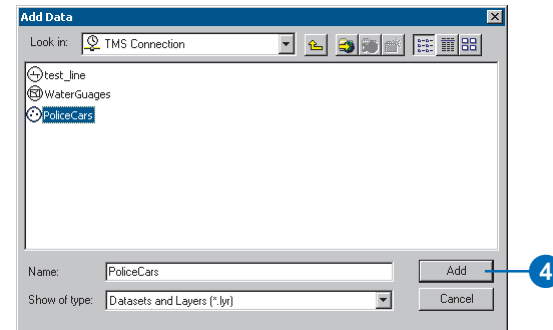 Add Data
Look in: TMS Connection
test_line
WaterGuages
PoliceCars
Name: PoliceCars Add 4
Show of type: Datasets and Layers (*.lyr) Cancel